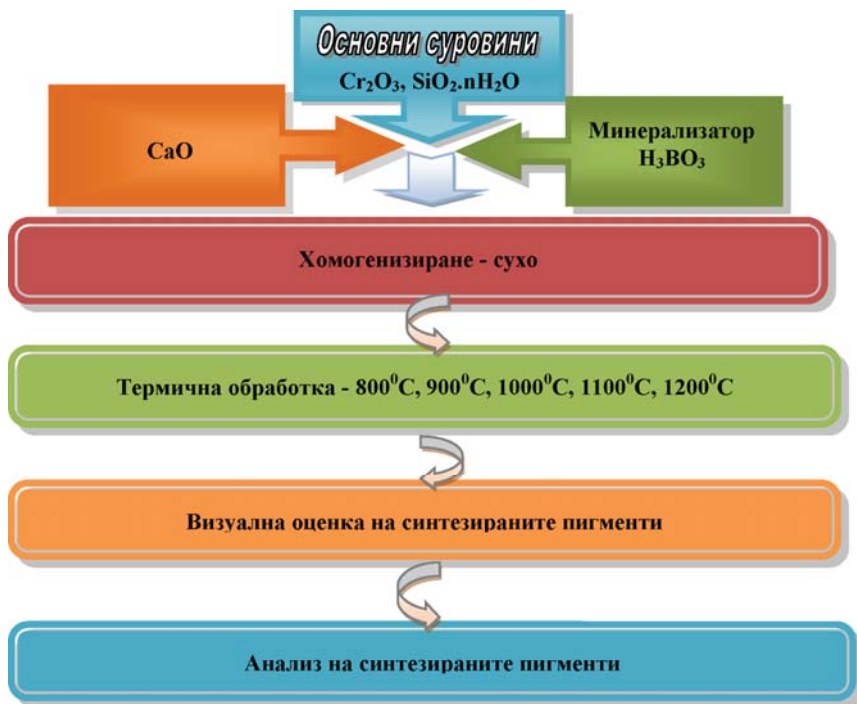 Основни суровини
Cr₂O₃, SiO₂.nH₂O
CaO
Минерализатор
H₃BO₃
Хомогенизиране - сухо
Термична обработка - 800⁰C, 900⁰C, 1000⁰C, 1100⁰C, 1200⁰C
Визуална оценка на синтезираните пигменти
Анализ на синтезираните пигменти